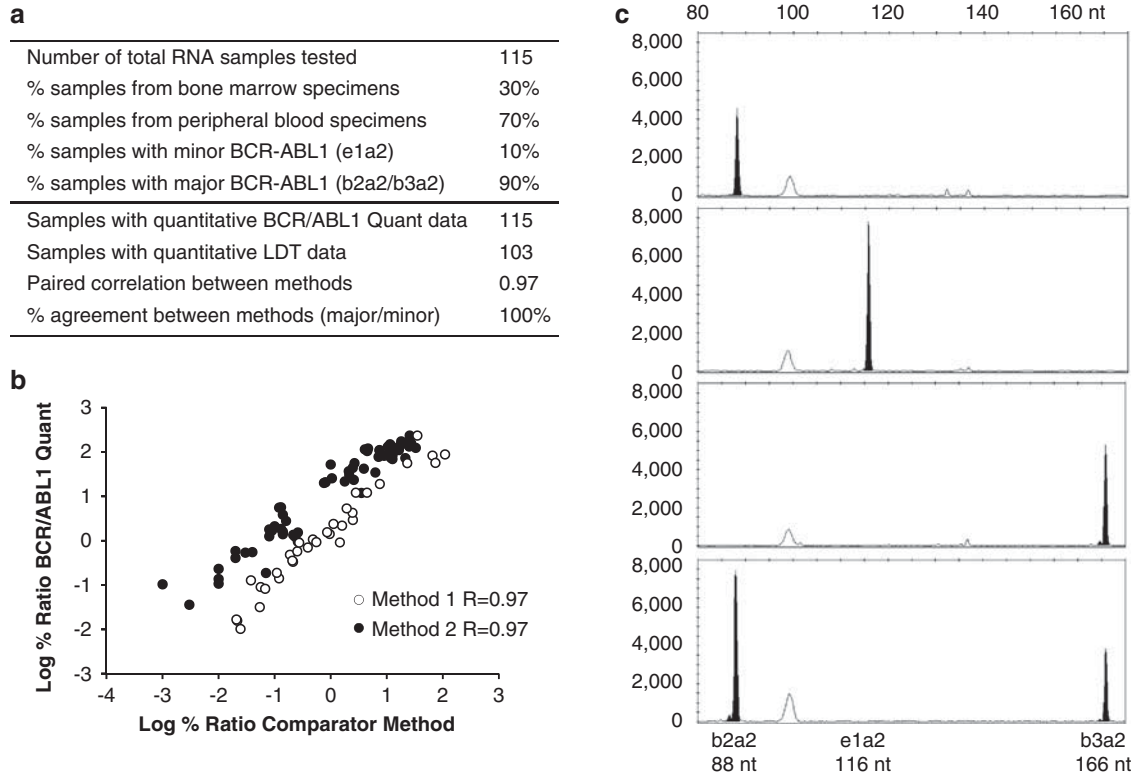 a
Number of total RNA samples tested 115
% samples from bone marrow specimens 30%
% samples from peripheral blood specimens 70%
% samples with minor BCR-ABL1 (e1a2) 10%
% samples with major BCR-ABL1 (b2a2/b3a2) 90%
Samples with quantitative BCR/ABL1 Quant data 115
Samples with quantitative LDT data 103
Paired correlation between methods 0.97
% agreement between methods (major/minor) 100%
b
Log % Ratio BCR/ABL1 Quant
3
2
1
0
-1
-2
-3
-4 -3 -2 -1 0 1 2 3
Log % Ratio Comparator Method
Method 1 R=0.97
Method 2 R=0.97
c
80 100 120 140 160 nt
8,000
6,000
4,000
2,000
0
8,000
6,000
4,000
2,000
0
8,000
6,000
4,000
2,000
0
8,000
6,000
4,000
2,000
0
b2a2 e1a2 b3a2
88 nt 116 nt 166 nt